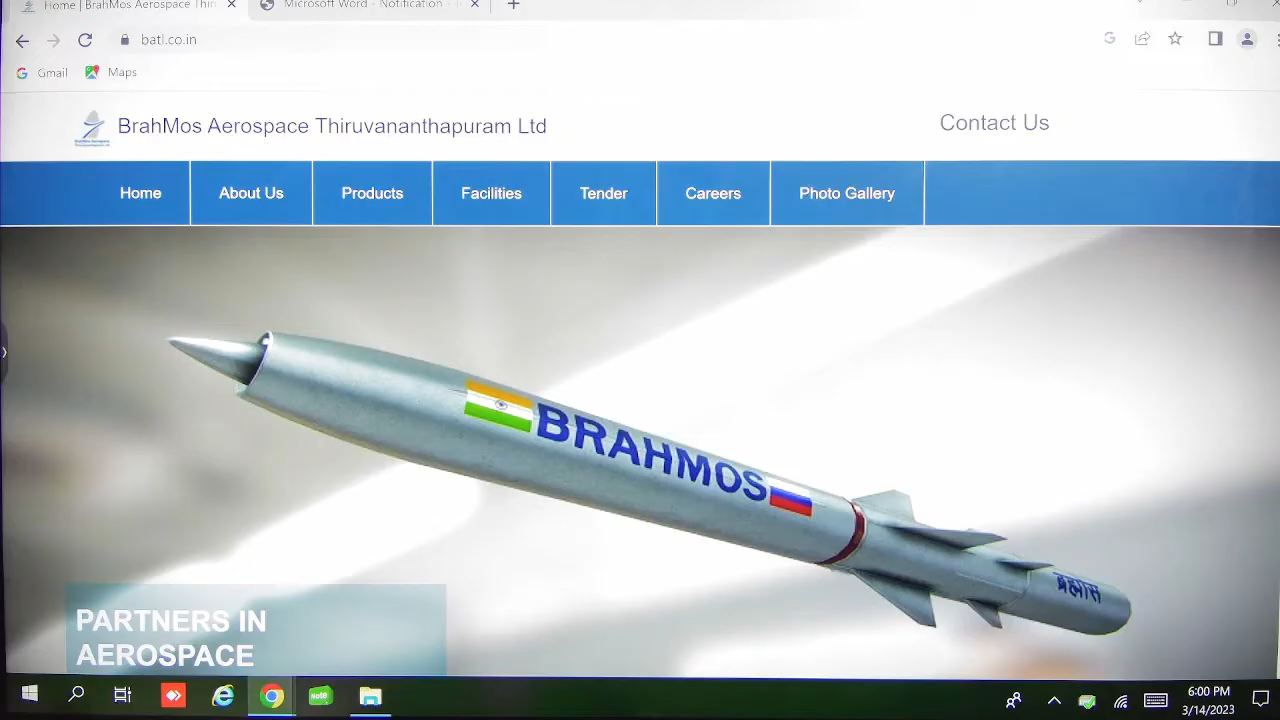 Home | BrahMos Aerospace Thir
Microsoft Word - Notification -
batl.co.in
Gmail
Maps
BrahMos Aerospace Thiruvananthapuram Ltd
Contact Us
Home
About Us
Products
Facilities
Tender
Careers
Photo Gallery
BRAHMOS
ब्रह्मोस
PARTNERS IN
AEROSPACE
6:00 PM
3/14/2023